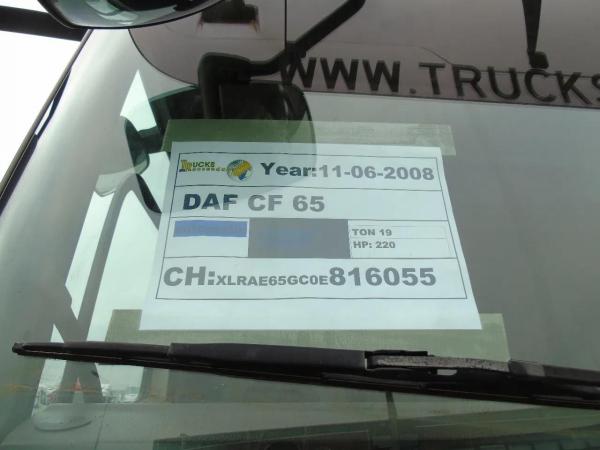 WWW.TRUCKS
TRUCKS Year:11-06-2008
DAF CF 65
TON 19
HP: 220
CH:XLRAE65GC0E816055